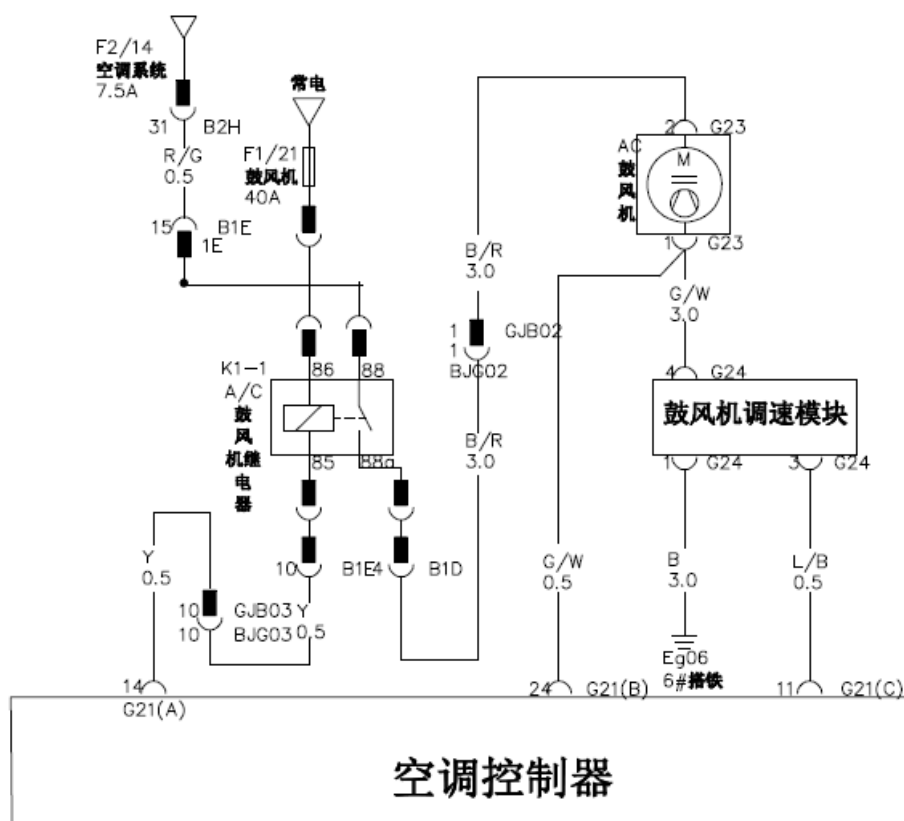 F2/14
空调系统
7.5A
31 B2H
R/G
0.5
15 B1E
1E
常电
F1/21
鼓风机
40A
K1-1
A/C
鼓
风
机继
电
器
86 88
85 88a
10 B1E
4 B1D
Y
0.5
10 GJB03
10 BJG03
Y
0.5
14
G21(A)
B/R
3.0
1 GJB02
1
BJG02
B/R
3.0
2 G23
AC
鼓
风
机
M
1 G23
G/W
3.0
4 G24
鼓风机调速模块
1 G24
3 G24
G/W
0.5
B
3.0
L/B
0.5
Eg06
6#搭铁
24 G21(B)
11 G21(C)
空调控制器